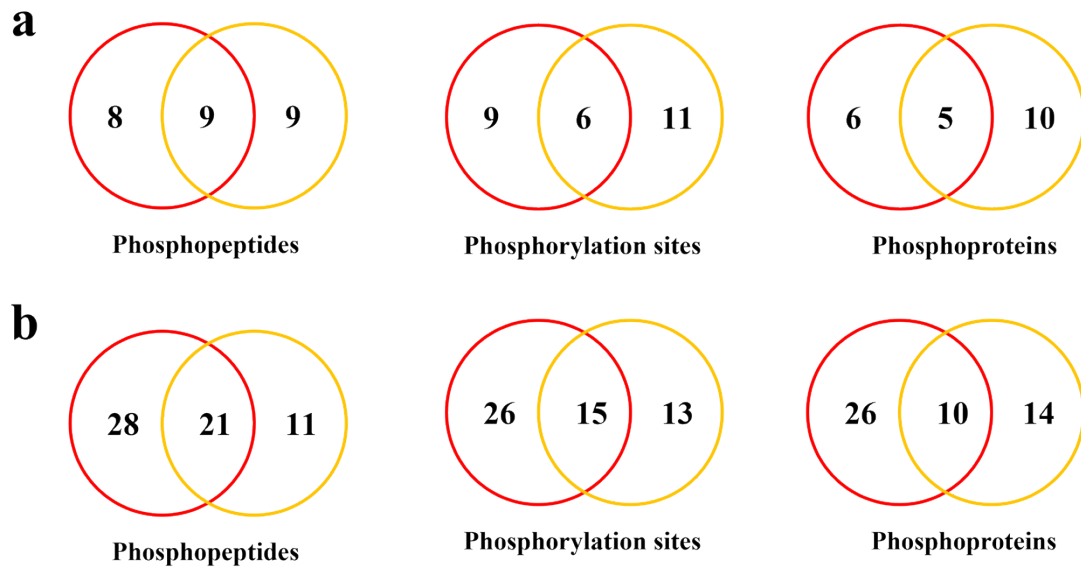 a
8 9 9
9 6 11
6 5 10
Phosphopeptides
Phosphorylation sites
Phosphoproteins
b
28 21 11
26 15 13
26 10 14
Phosphopeptides
Phosphorylation sites
Phosphoproteins